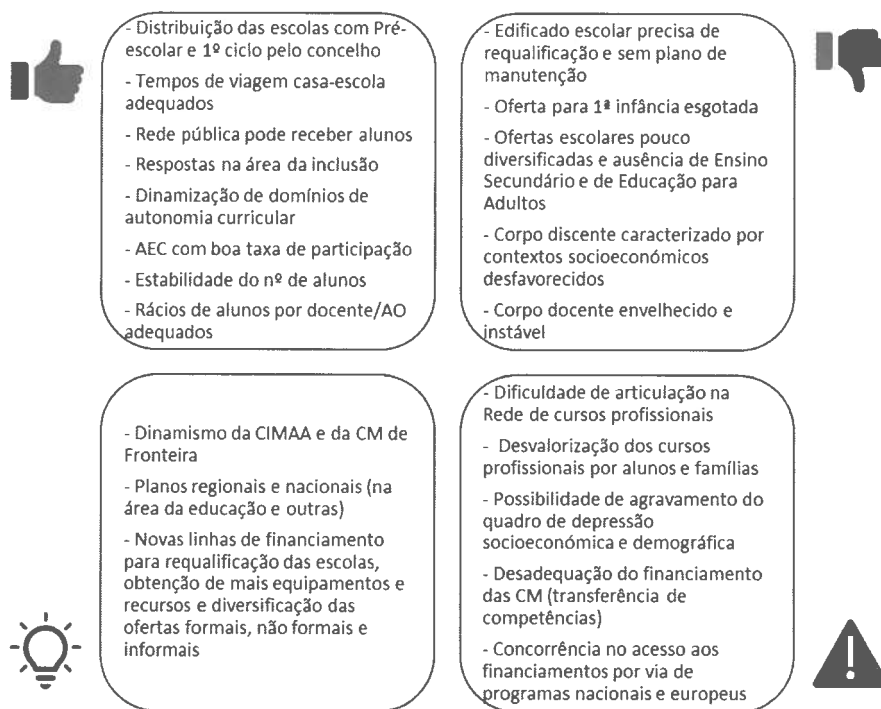 - Distribuição das escolas com Pré-
escolar e 1º ciclo pelo concelho
- Tempos de viagem casa-escola
adequados
- Rede pública pode receber alunos
- Respostas na área da inclusão
- Dinamização de domínios de
autonomia curricular
- AEC com boa taxa de participação
- Estabilidade do nº de alunos
- Rácios de alunos por docente/AO
adequados
- Edificado escolar precisa de
requalificação e sem plano de
manutenção
- Oferta para 1ª infância esgotada
- Ofertas escolares pouco
diversificadas e ausência de Ensino
Secundário e de Educação para
Adultos
- Corpo discente caracterizado por
contextos socioeconómicos
desfavorecidos
- Corpo docente envelhecido e
instável
- Dinamismo da CIMAA e da CM de
Fronteira
- Planos regionais e nacionais (na
área da educação e outras)
- Novas linhas de financiamento
para requalificação das escolas,
obtenção de mais equipamentos e
recursos e diversificação das
ofertas formais, não formais e
informais
- Dificuldade de articulação na
Rede de cursos profissionais
- Desvalorização dos cursos
profissionais por alunos e famílias
- Possibilidade de agravamento do
quadro de depressão
socioeconómica e demográfica
- Desadequação do financiamento
das CM (transferência de
competências)
- Concorrência no acesso aos
financiamentos por via de
programas nacionais e europeus